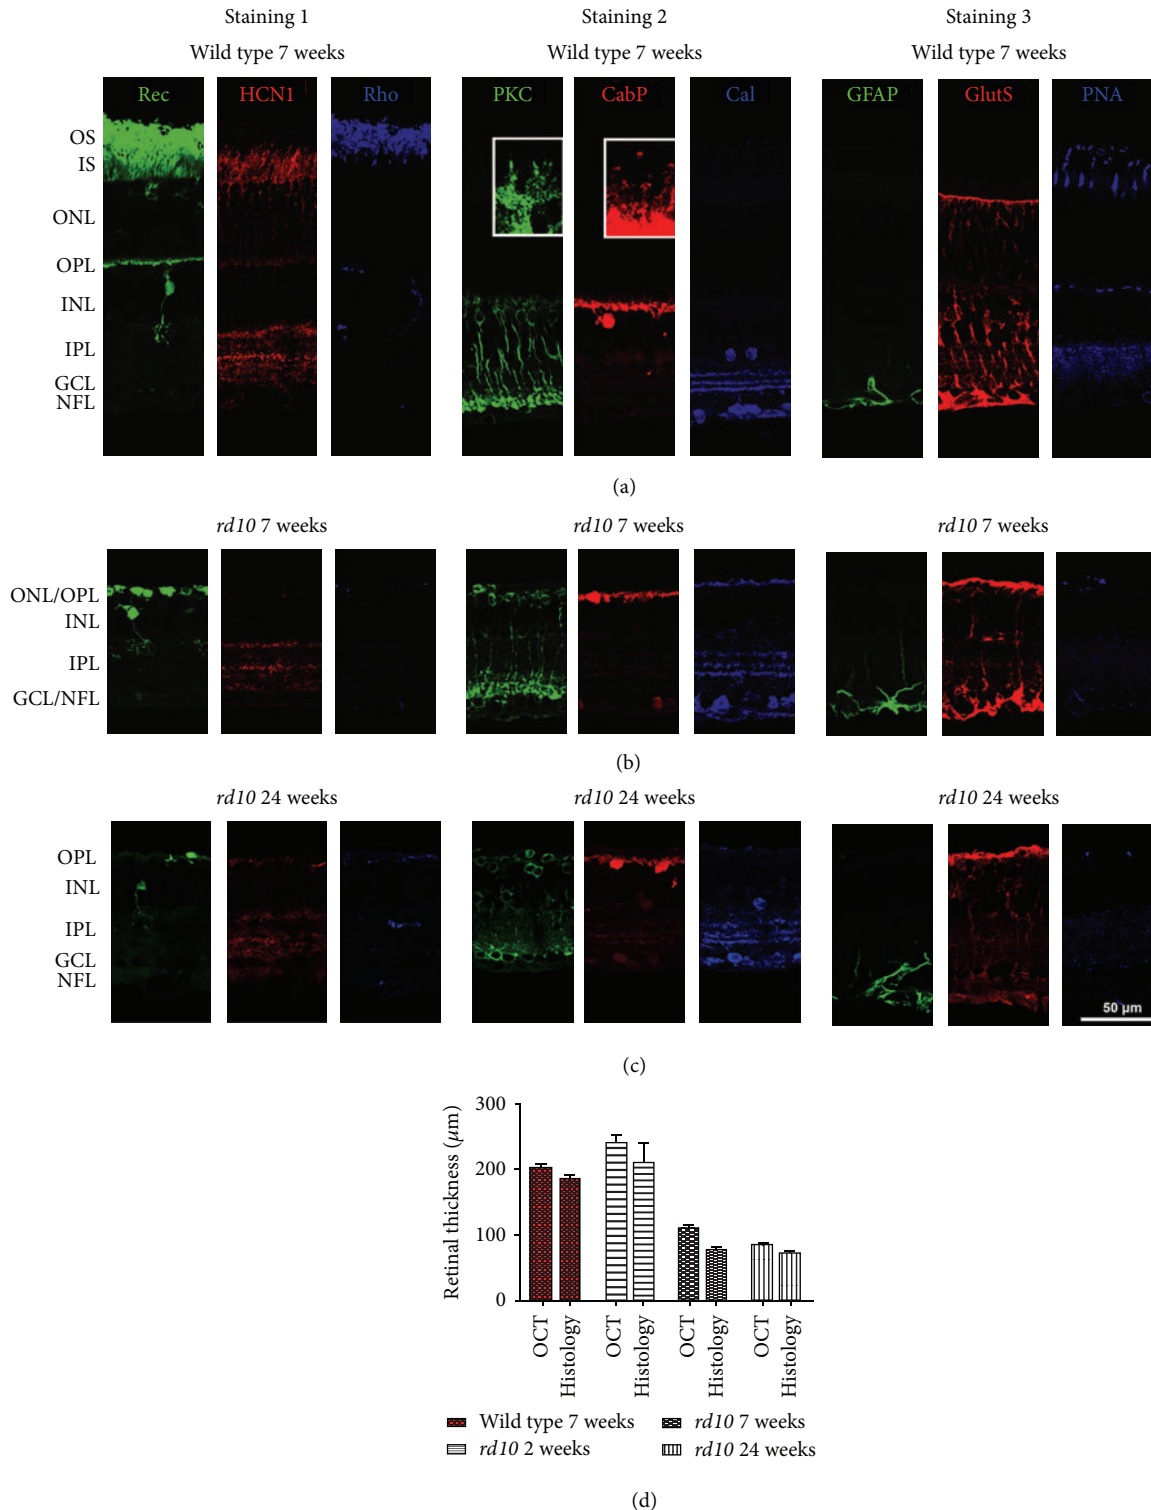 Staining 1 Staining 2 Staining 3
Wild type 7 weeks Wild type 7 weeks Wild type 7 weeks
Rec HCN1 Rho PKC CabP Cal GFAP GlutS PNA
OS
IS
ONL
OPL
INL
IPL
GCL
NFL
(a)
rd10 7 weeks rd10 7 weeks rd10 7 weeks
ONL/OPL
INL
IPL
GCL/NFL
(b)
rd10 24 weeks rd10 24 weeks rd10 24 weeks
OPL
INL
IPL
GCL
NFL
50 µm
(c)
Retinal thickness (µm)
300
200
100
0
OCT Histology OCT Histology OCT Histology OCT Histology
Wild type 7 weeks rd10 7 weeks
rd10 2 weeks rd10 24 weeks
(d)